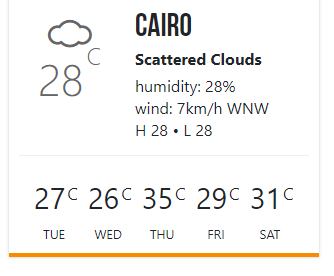 CAIRO
28 C
Scattered Clouds
humidity: 28%
wind: 7km/h WNW
H 28 • L 28
27 C 26 C 35 C 29 C 31 C
TUE WED THU FRI SAT